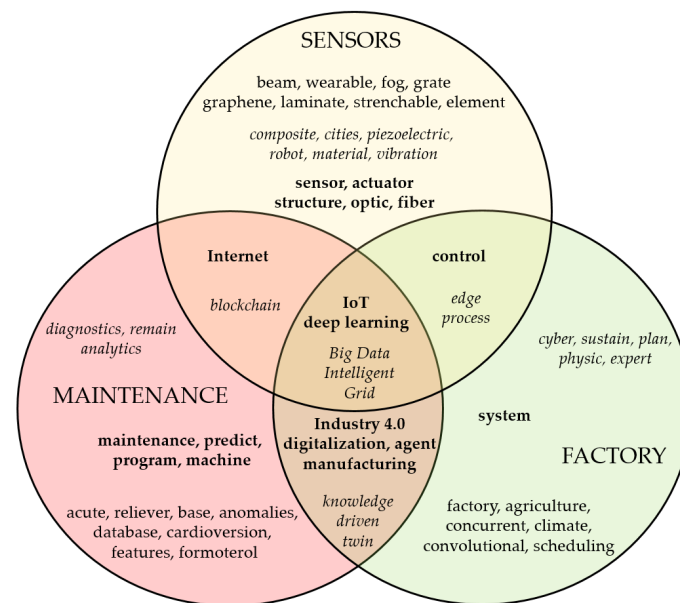 SENSORS
beam, wearable, fog, grate
graphene, laminate, strenchable, element
composite, cities, piezoelectric,
robot, material, vibration
sensor, actuator
structure, optic, fiber
Internet
blockchain
control
edge
process
IoT
deep learning
Big Data
Intelligent
Grid
diagnostics, remain
analytics
MAINTENANCE
maintenance, predict,
program, machine
acute, reliever, base, anomalies,
database, cardioversion,
features, formoterol
Industry 4.0
digitalization, agent
manufacturing
knowledge
driven
twin
cyber, sustain, plan,
physic, expert
system
FACTORY
factory, agriculture,
concurrent, climate,
convolutional, scheduling